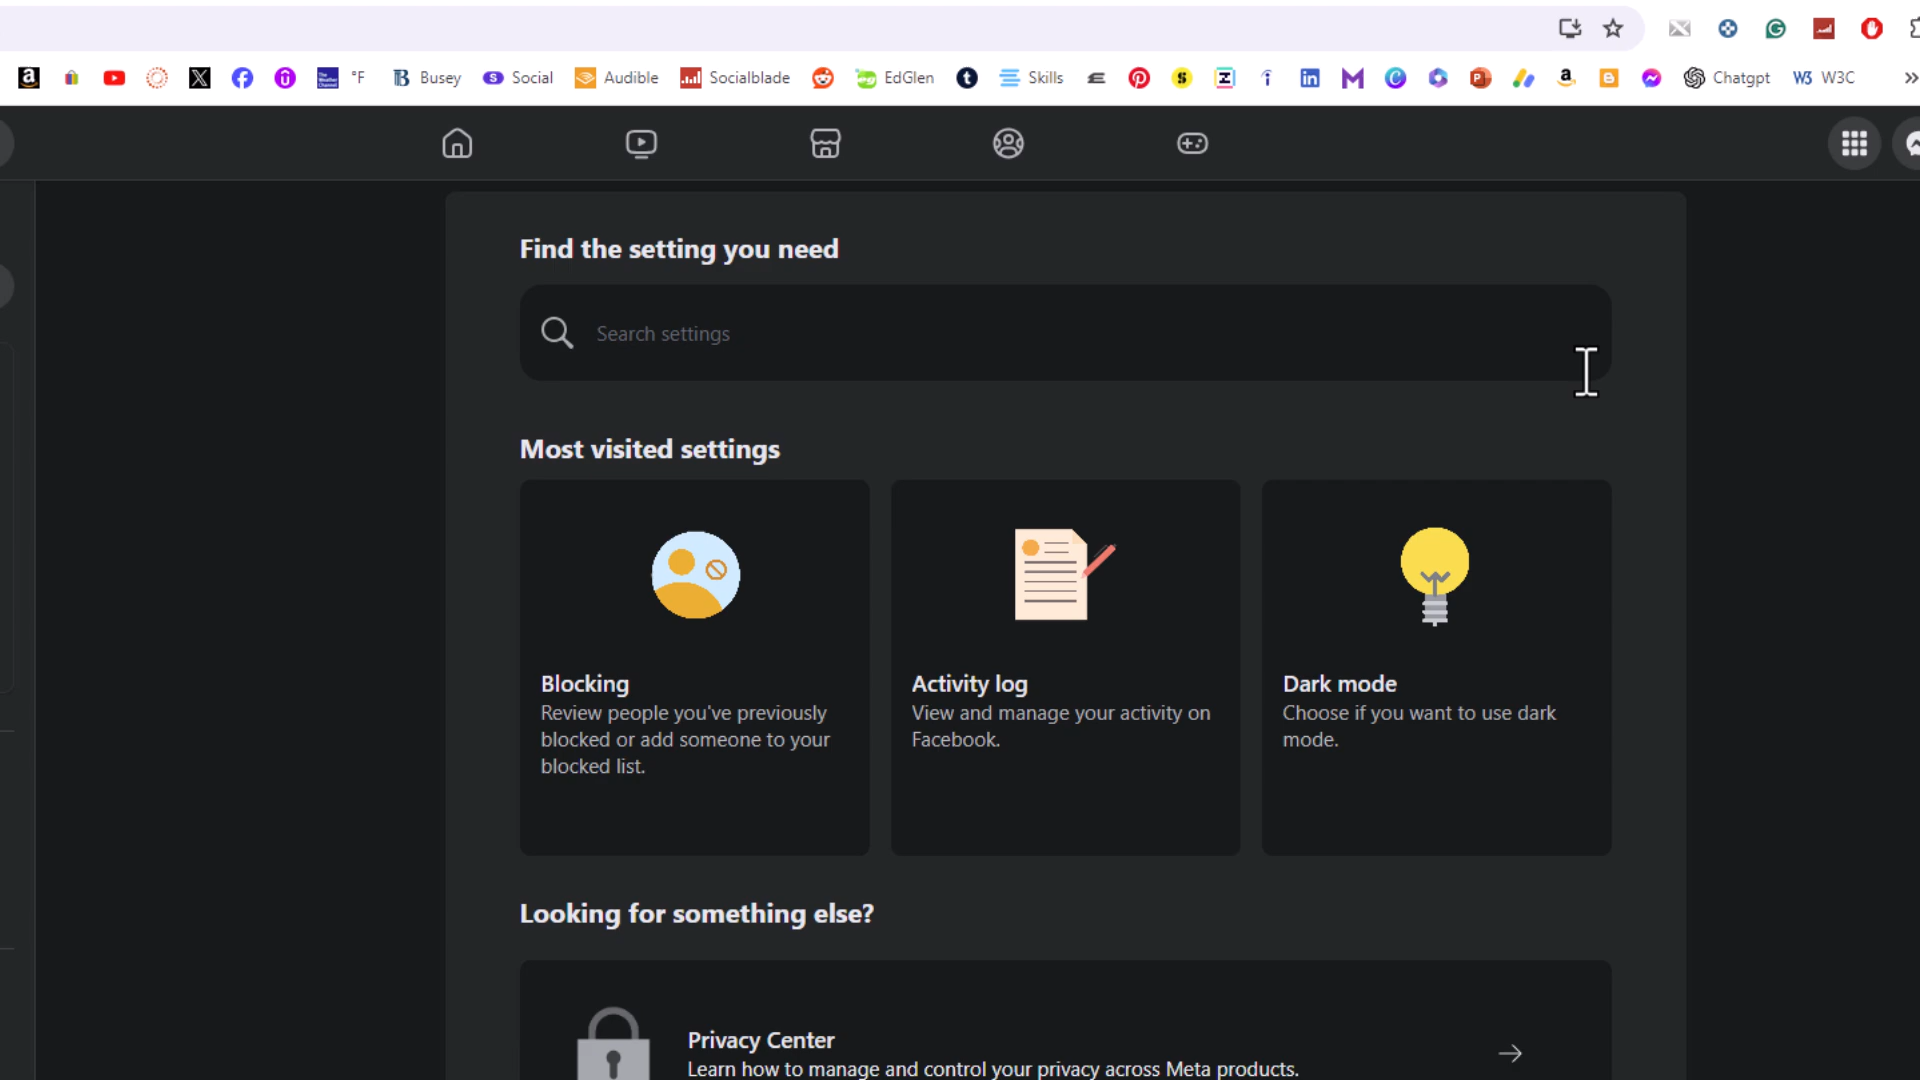 °F Busey Social Audible Socialblade EdGlen Skills Chatgpt W3 W3C
Find the setting you need
Search settings
Most visited settings
Blocking
Review people you've previously
blocked or add someone to your
blocked list.
Activity log
View and manage your activity on
Facebook.
Dark mode
Choose if you want to use dark
mode.
Looking for something else?
Privacy Center
Learn how to manage and control your privacy across Meta products.